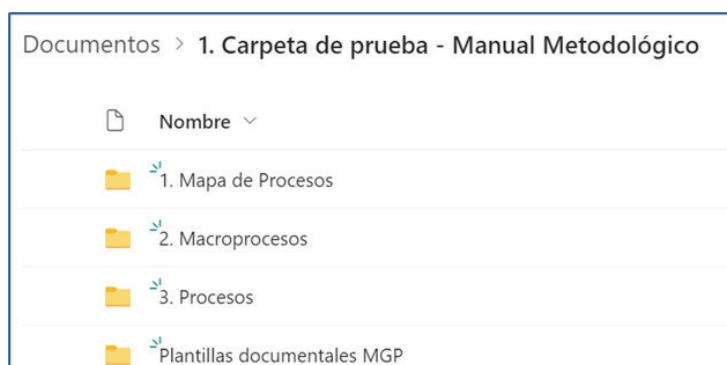 Documentos > 1. Carpeta de prueba - Manual Metodológico
Nombre
1. Mapa de Procesos
2. Macroprocesos
3. Procesos
Plantillas documentales MGP